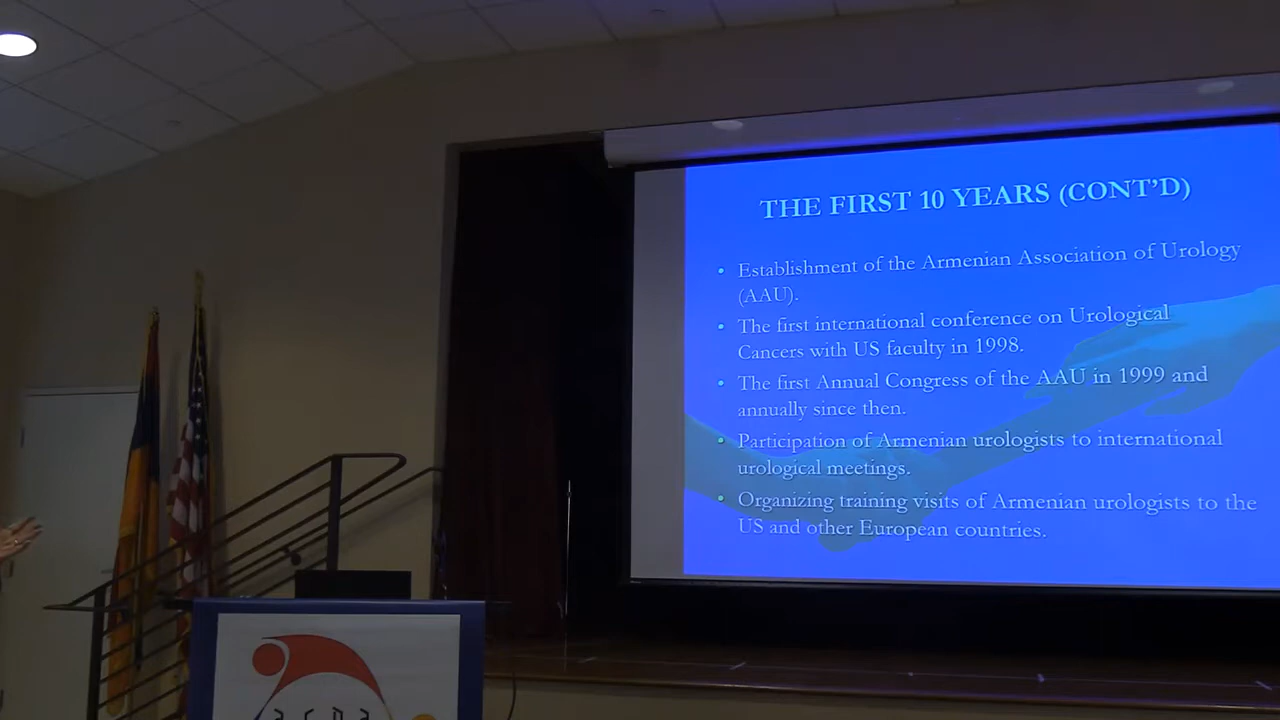 THE FIRST 10 YEARS (CONT'D)
• Establishment of the Armenian Association of Urology
(AAU).
• The first international conference on Urological
Cancers with US faculty in 1998.
• The first Annual Congress of the AAU in 1999 and
annually since then.
• Participation of Armenian urologists to international
urological meetings.
• Organizing training visits of Armenian urologists to the
US and other European countries.